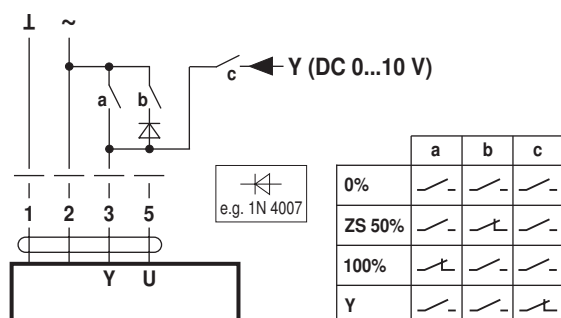 ⊥ ~
a b c Y (DC 0...10 V)
e.g. 1N 4007
1 2 3 5
Y U
a b c
0%
ZS 50%
100%
Y